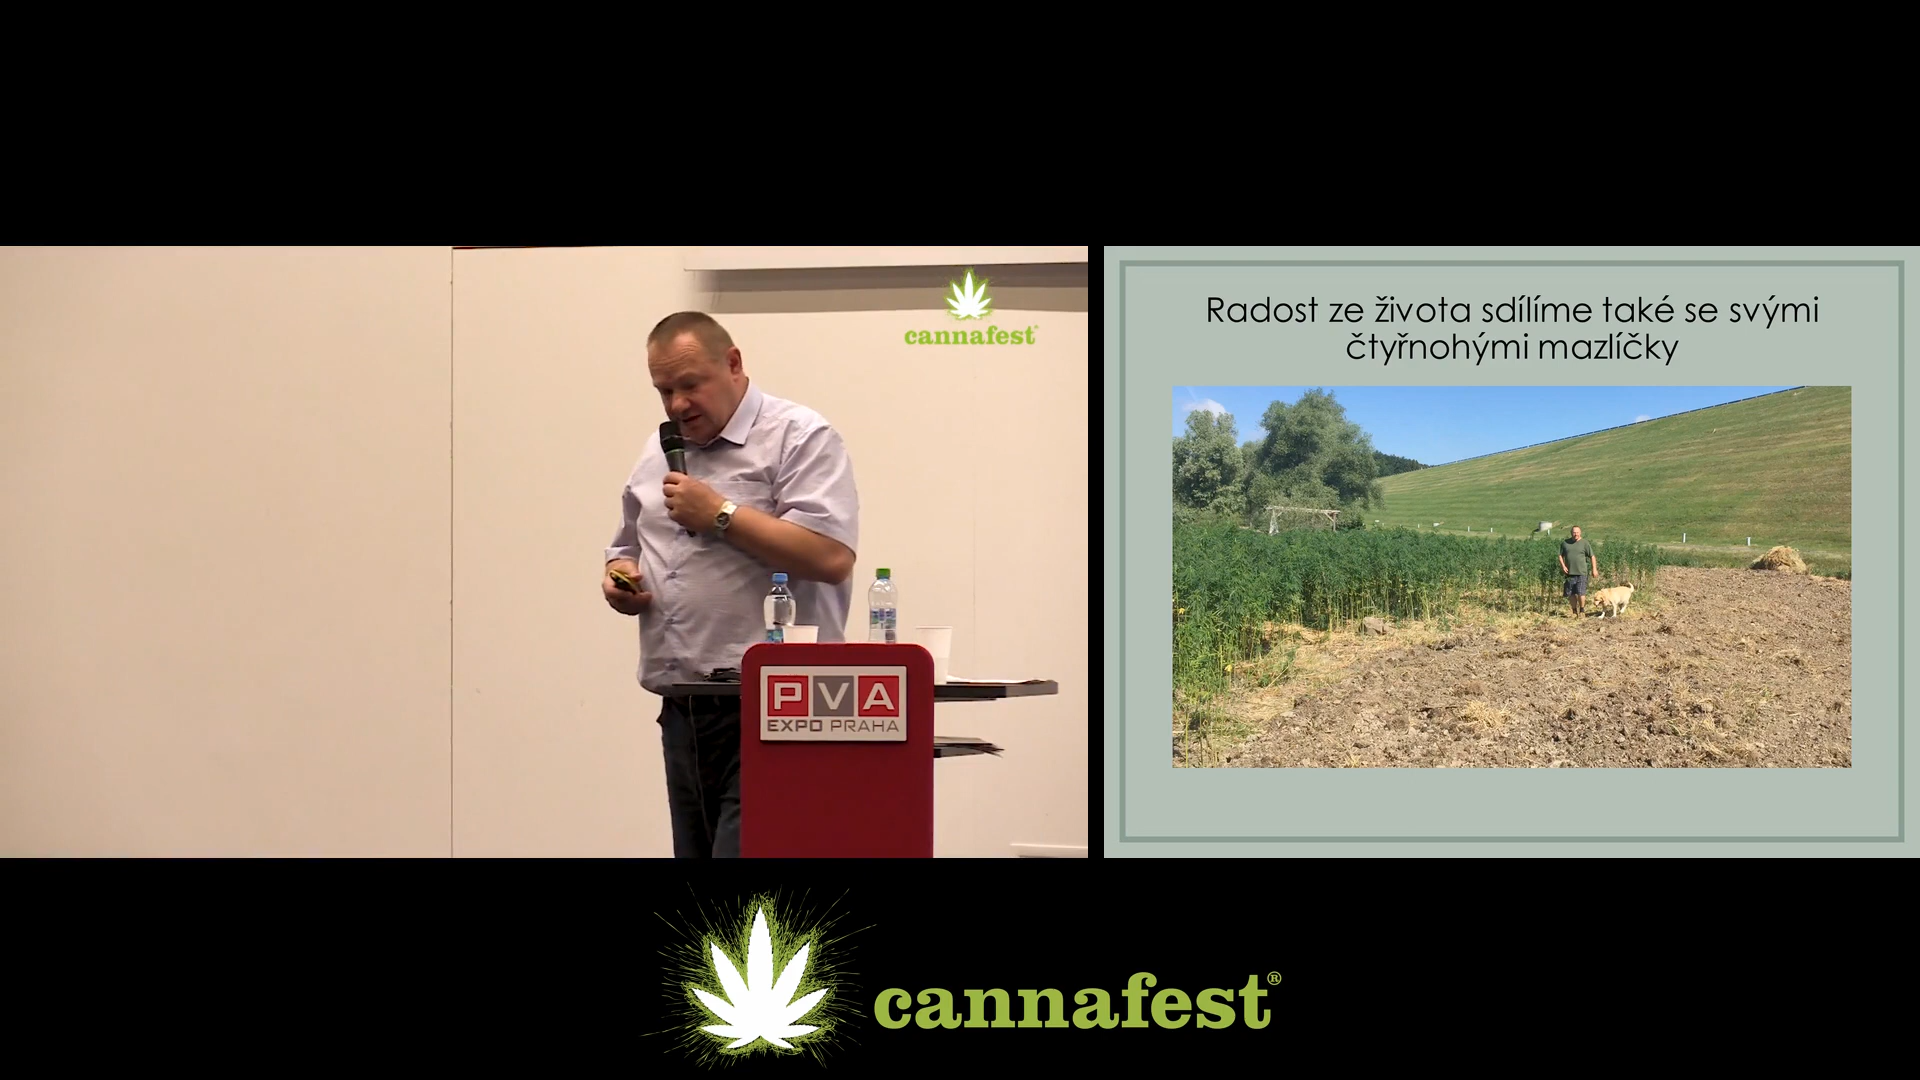 cannafest
PVA
EXPO PRAHA
Radost ze života sdílíme také se svými
čtyřnohými mazlíčky
cannafest®